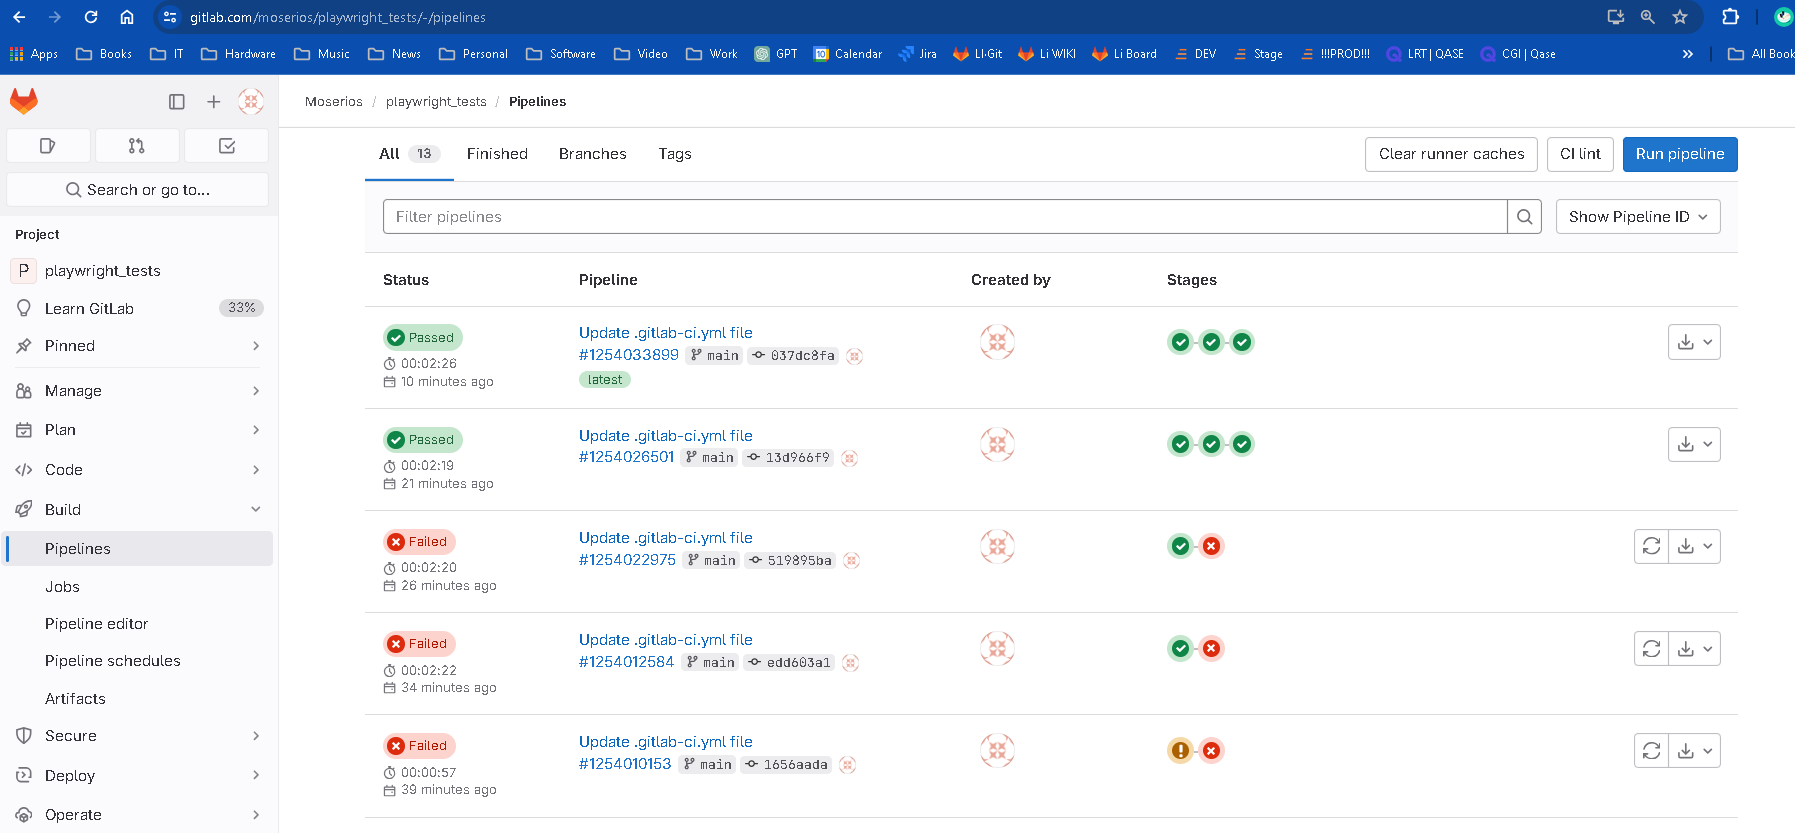 gitlab.com/moserios/playwright_tests/-/pipelines
Apps Books IT Hardware Music News Personal Software Video Work GPT 10 Calendar Jira LI-Git Li WIKI Li Board DEV Stage !!!PROD!!! LRT | QASE CGI | Qase » All Book
Moserios / playwright_tests / Pipelines
All 13 Finished Branches Tags Clear runner caches CI lint Run pipeline
Search or go to...
Filter pipelines Show Pipeline ID
Project
P playwright_tests
Learn GitLab 33%
Pinned
Manage
Plan
Code
Build
Pipelines
Jobs
Pipeline editor
Pipeline schedules
Artifacts
Secure
Deploy
Operate
Status Pipeline Created by Stages
Passed Update .gitlab-ci.yml file
00:02:26 #1254033899 main 037dc8fa
10 minutes ago latest
Passed Update .gitlab-ci.yml file
00:02:19 #1254026501 main 13d966f9
21 minutes ago
Failed Update .gitlab-ci.yml file
00:02:20 #1254022975 main 519895ba
26 minutes ago
Failed Update .gitlab-ci.yml file
00:02:22 #1254012584 main edd603a1
34 minutes ago
Failed Update .gitlab-ci.yml file
00:00:57 #1254010153 main 1656aada
39 minutes ago